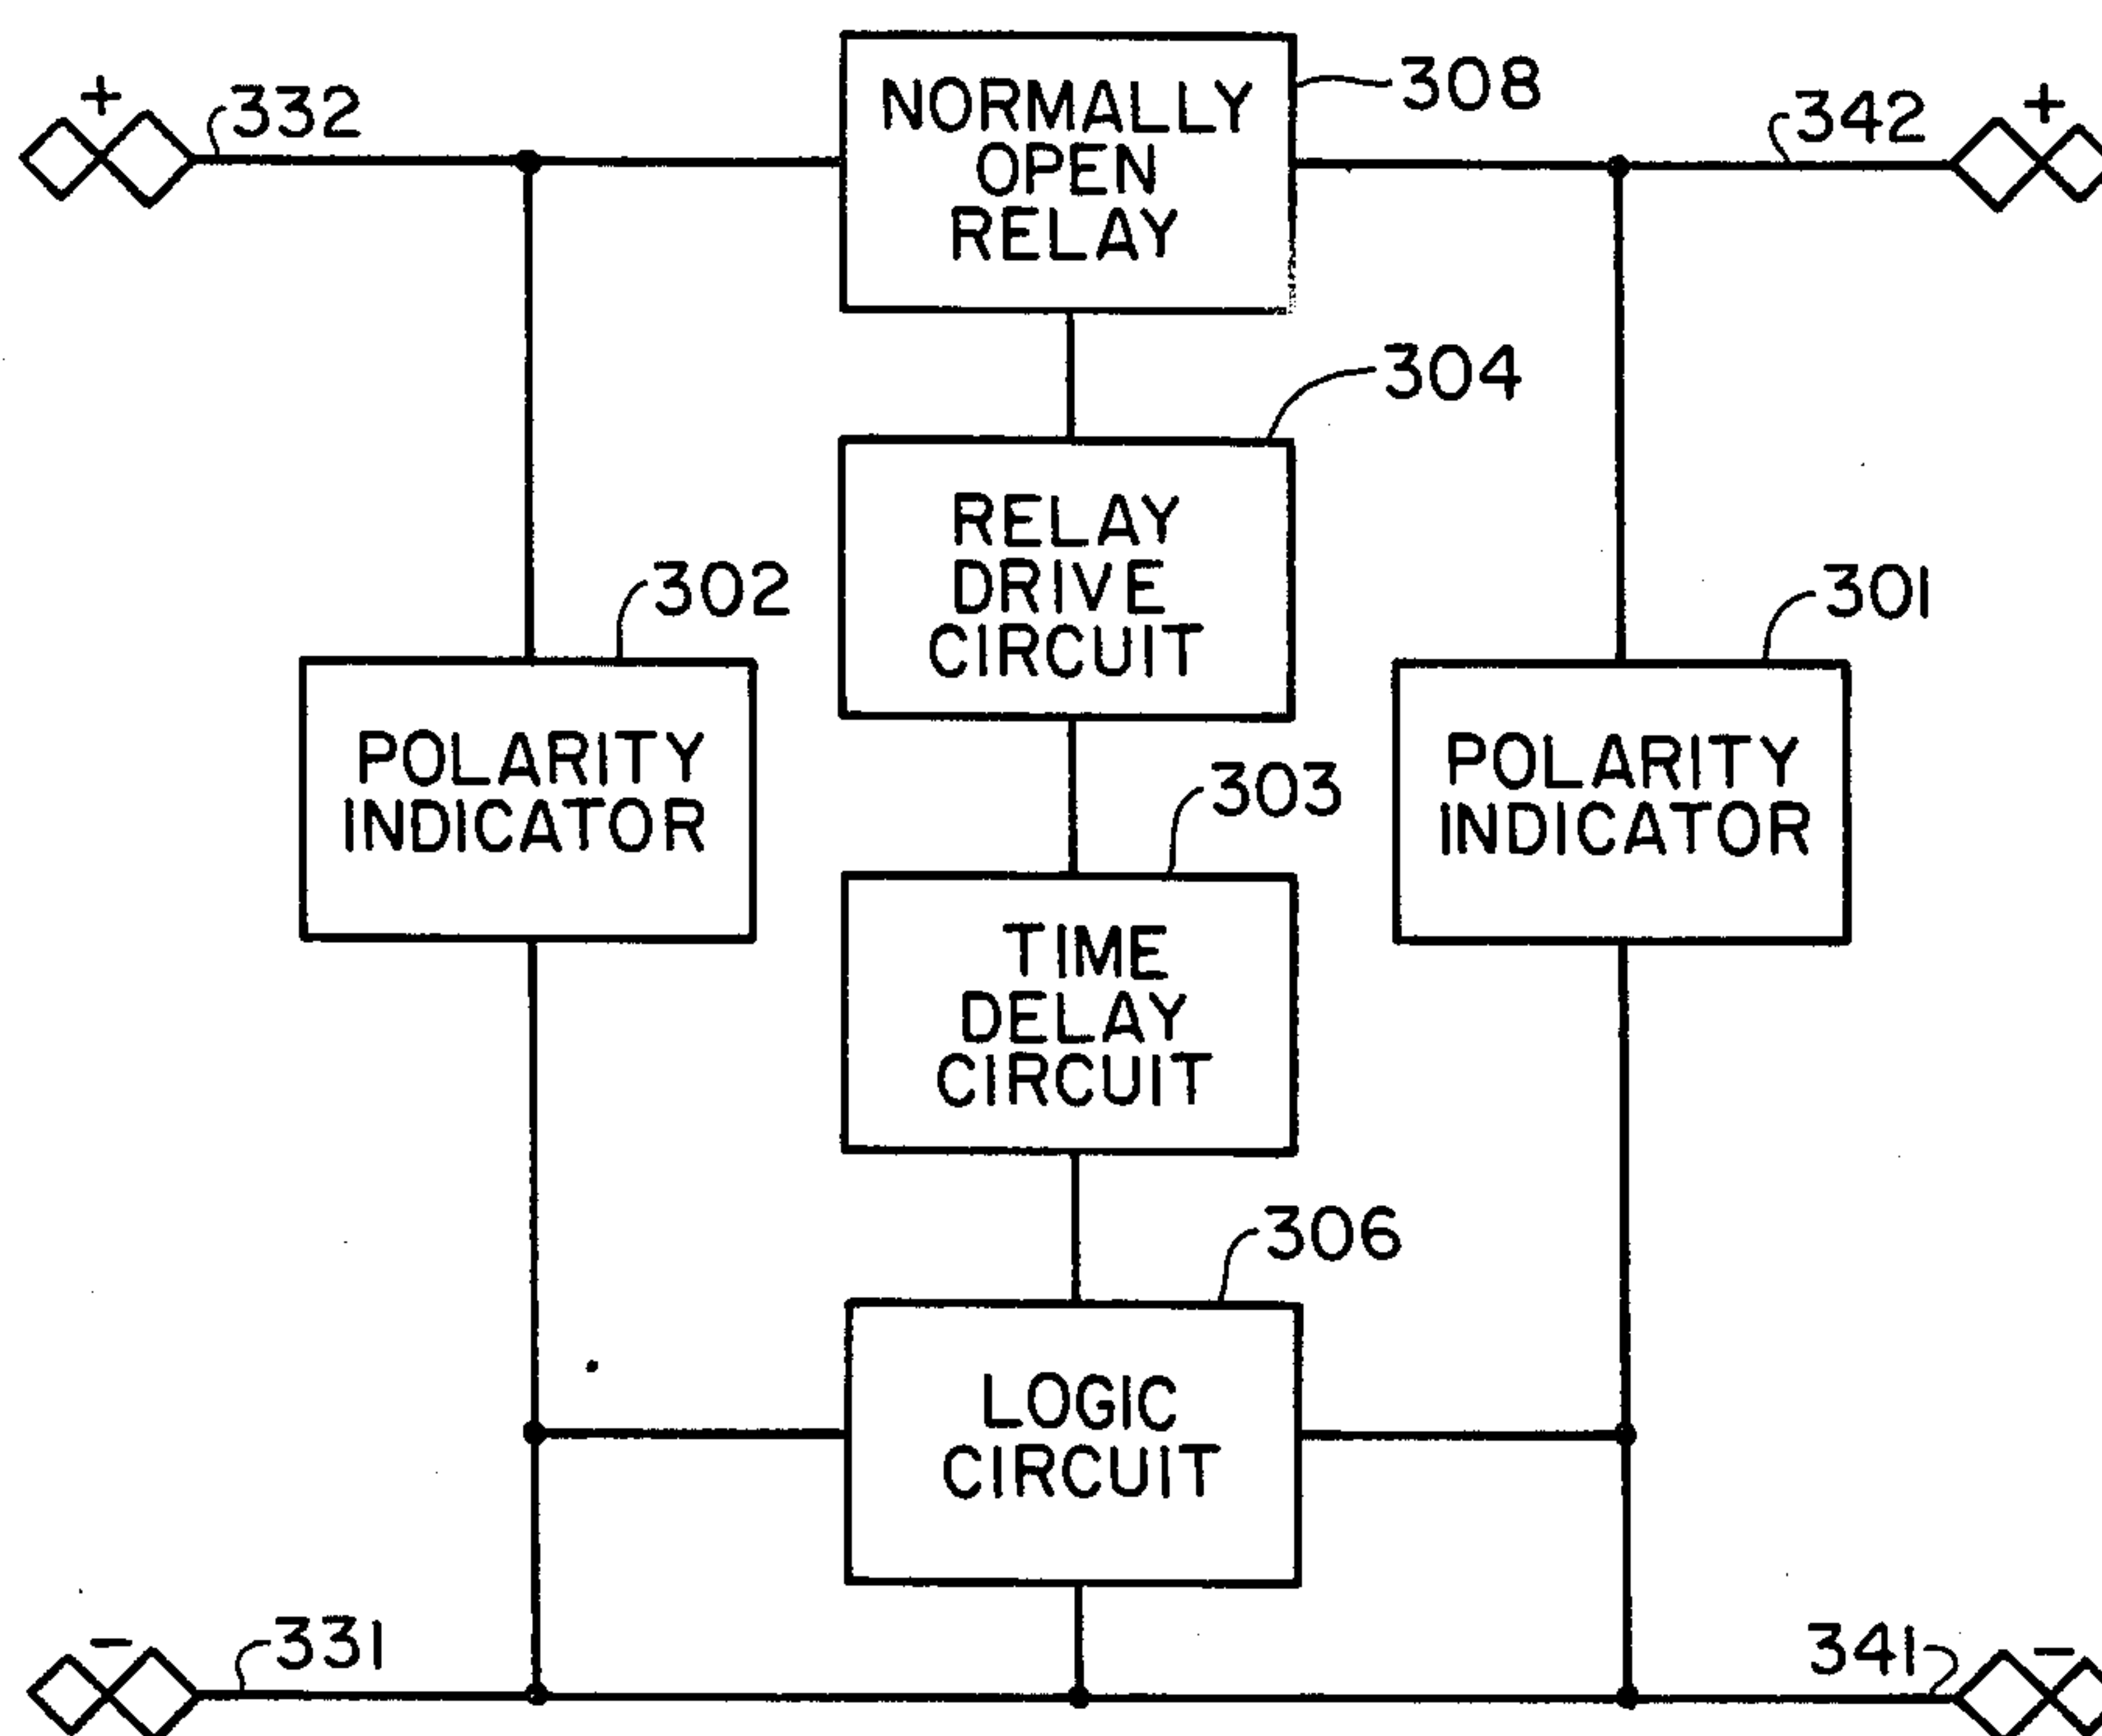 +
332
NORMALLY
OPEN
RELAY
308
342
+
304
RELAY
DRIVE
CIRCUIT
302
301
POLARITY
INDICATOR
303
POLARITY
INDICATOR
TIME
DELAY
CIRCUIT
306
LOGIC
CIRCUIT
−
331
341
−